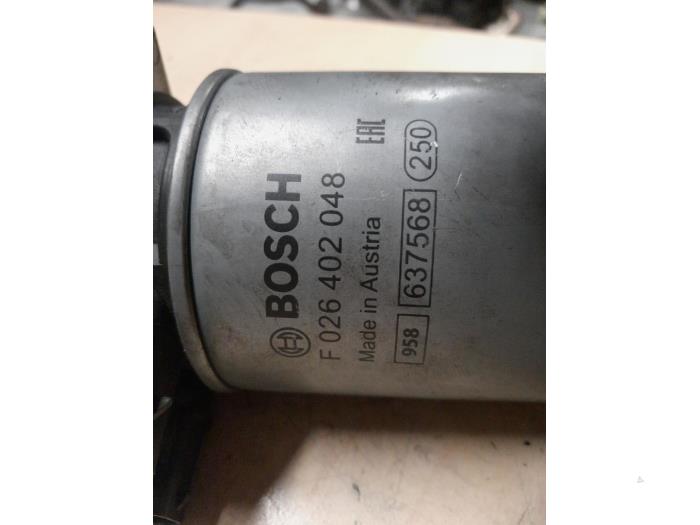 BOSCH
F 026 402 048
Made in Austria
958 637568 250
EAC